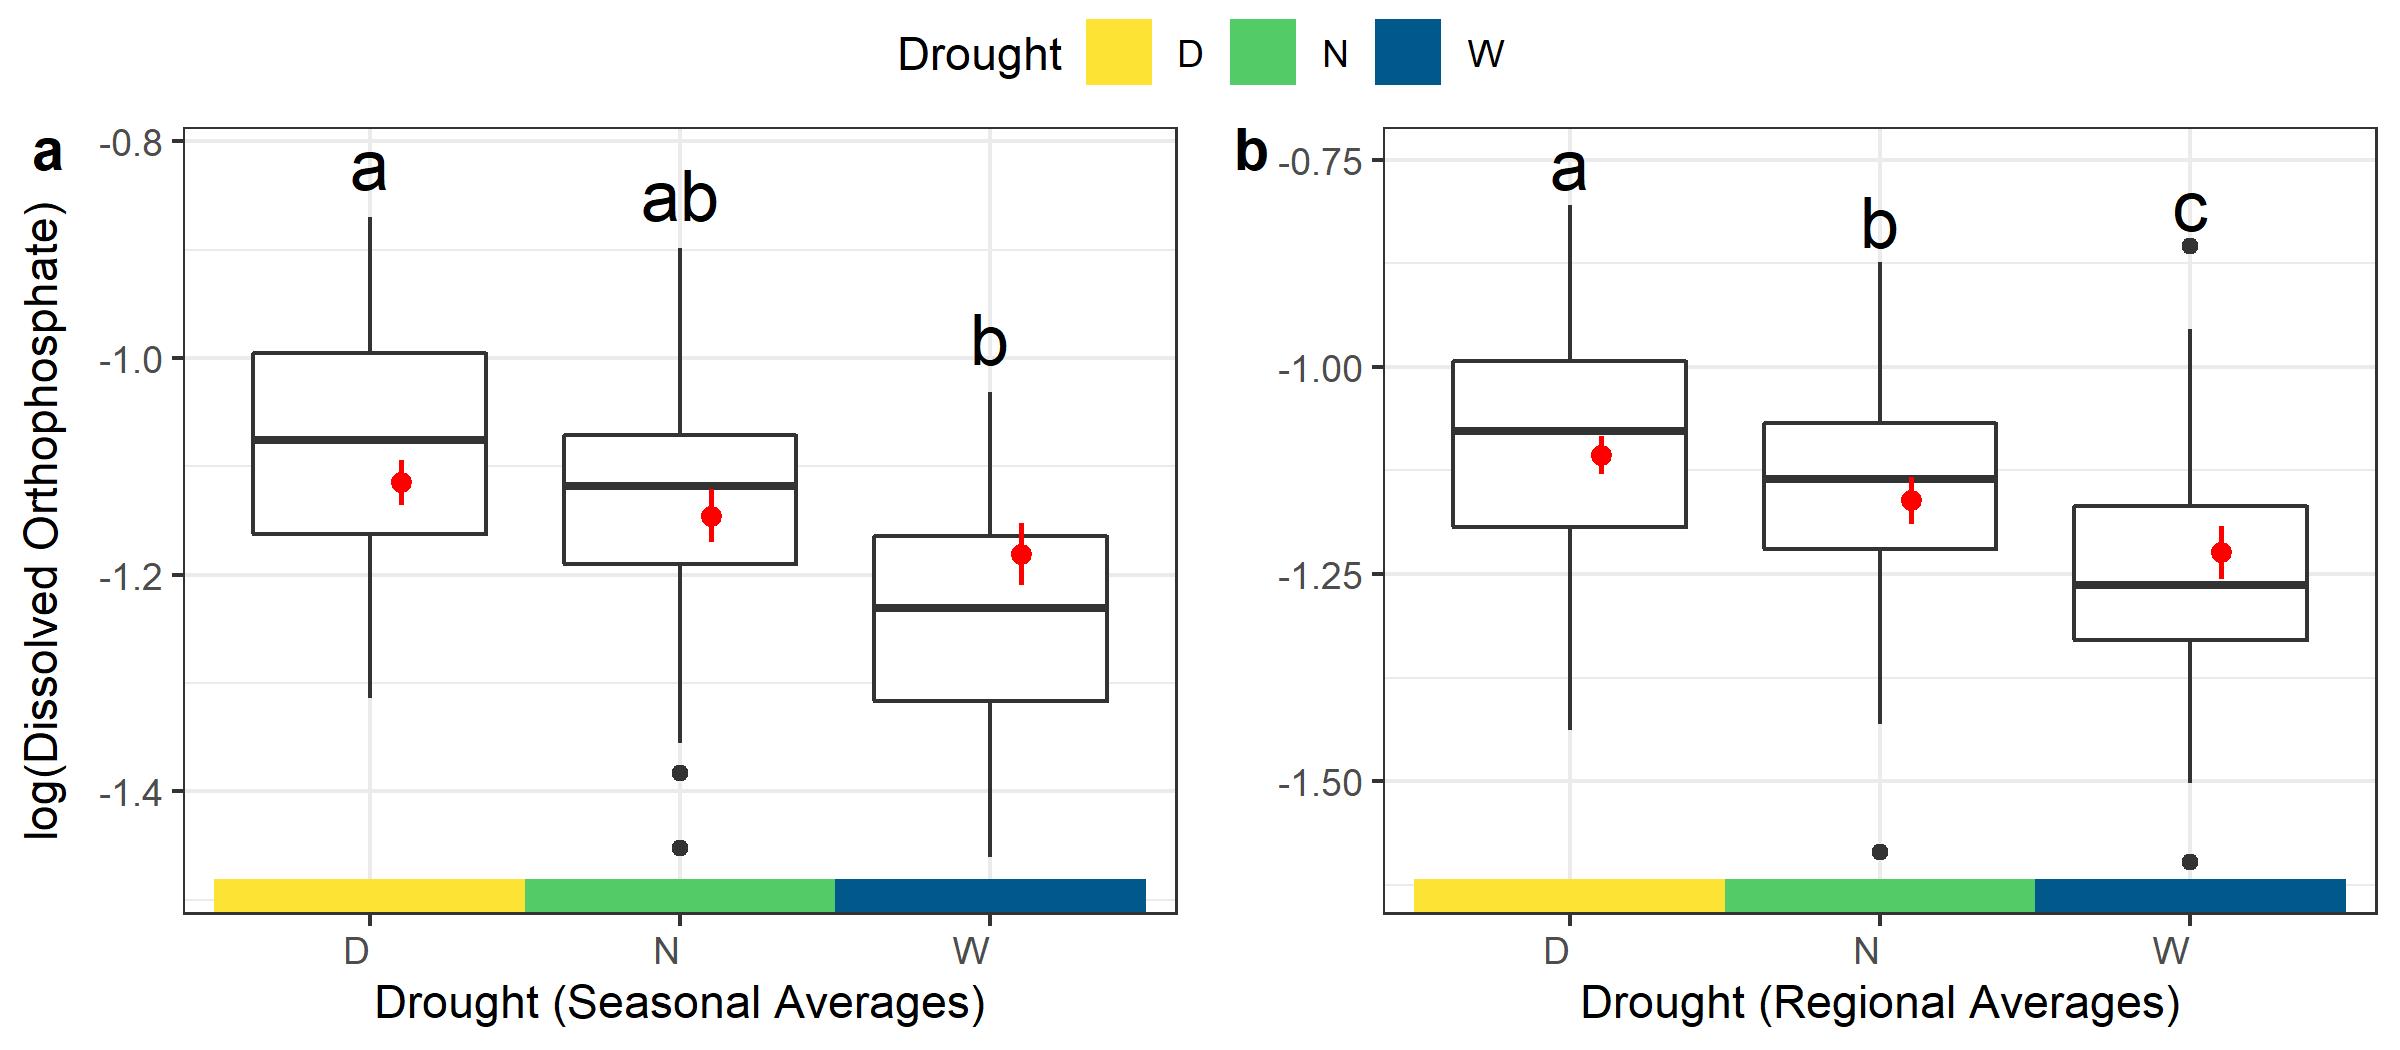 Drought D N W
a
log(Dissolved Orthophosphate)
-0.8
-1.0
-1.2
-1.4
a
ab
b
D N W
Drought (Seasonal Averages)
b
-0.75
-1.00
-1.25
-1.50
a
b
c
D N W
Drought (Regional Averages)